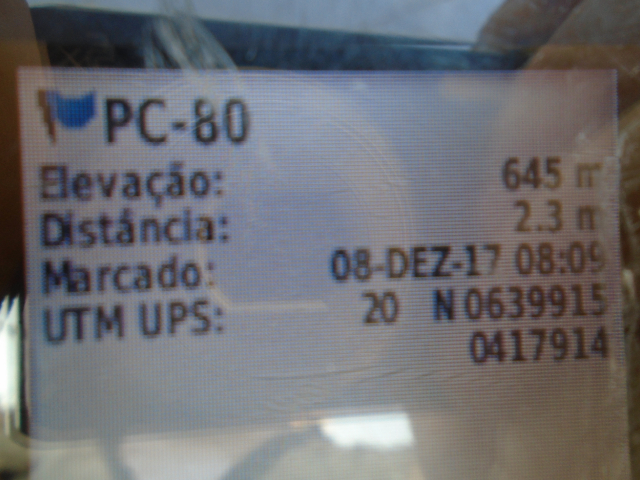 PC-80
Elevação: 645 m
Distância: 2.3 m
Marcado: 08-DEZ-17 08:09
UTM UPS: 20 N 0639915
0417914